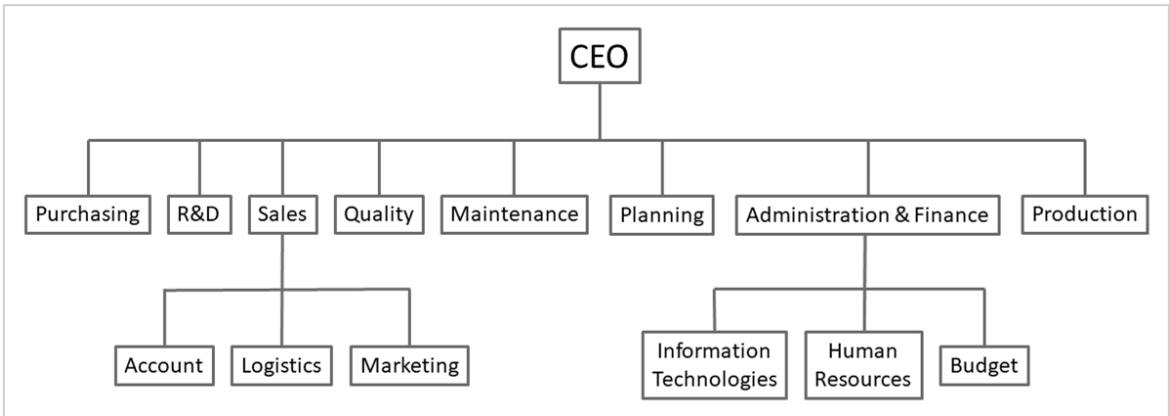 CEO
Purchasing
R&D
Sales
Quality
Maintenance
Planning
Administration & Finance
Production
Account
Logistics
Marketing
Information
Technologies
Human
Resources
Budget